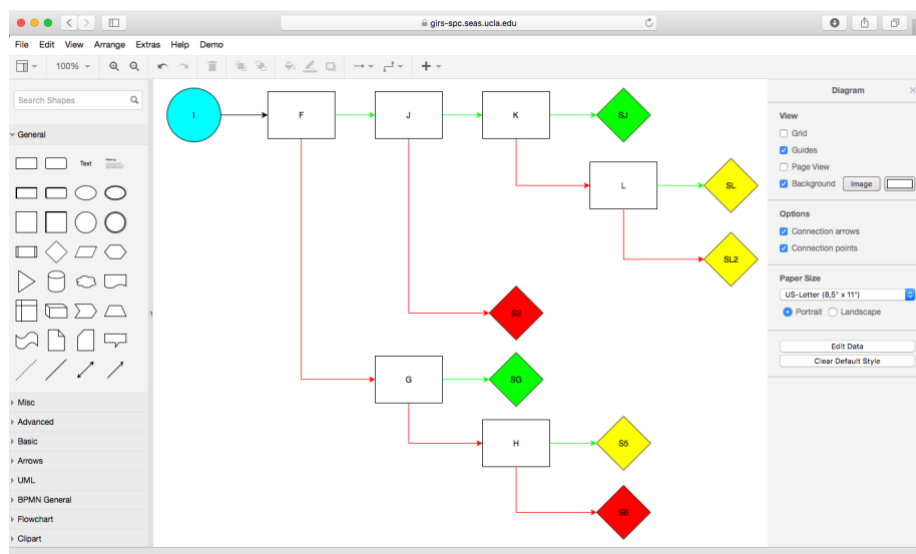 girs-spc.seas.ucla.edu
File Edit View Arrange Extras Help Demo
100%
Search Shapes
General
Text
Misc
Advanced
Basic
Arrows
UML
BPMN General
Flowchart
Clipart
I
F
J
K
SJ
L
SL
SL2
S2
G
SG
H
S5
S6
Diagram
View
Grid
Guides
Page View
Background Image
Options
Connection arrows
Connection points
Paper Size
US-Letter (8,5" x 11")
Portrait Landscape
Edit Data
Clear Default Style